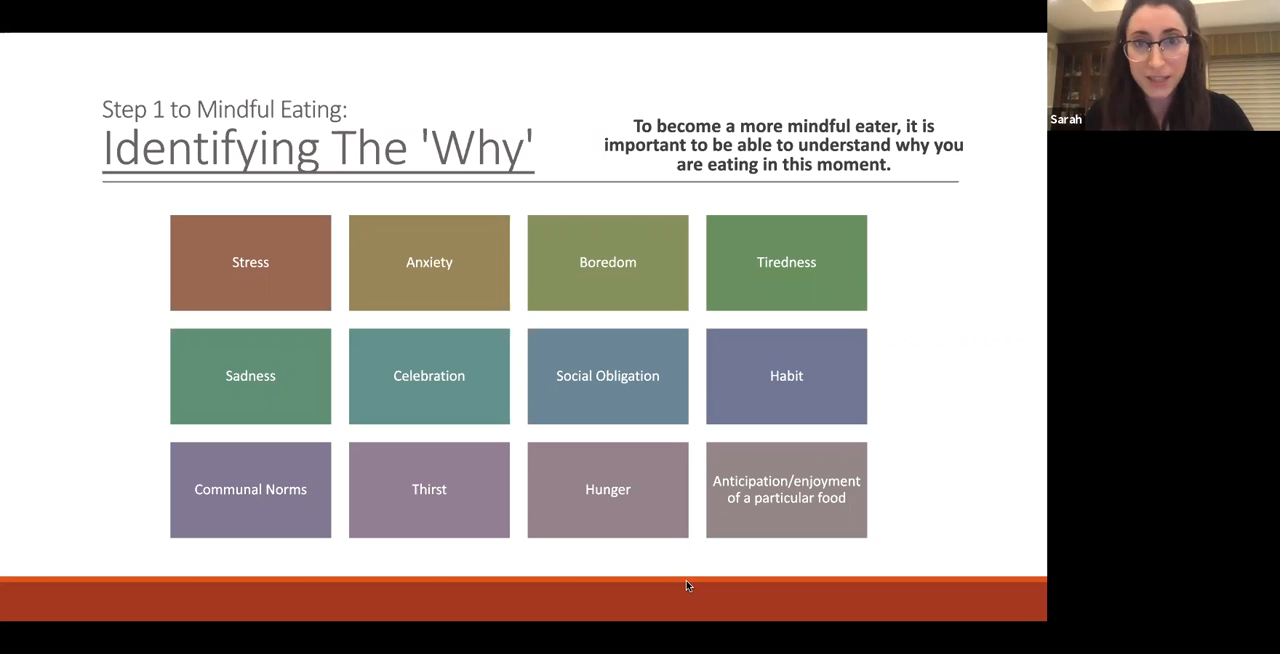 Step 1 to Mindful Eating:
Identifying The 'Why'
To become a more mindful eater, it is
important to be able to understand why you
are eating in this moment.
Stress
Anxiety
Boredom
Tiredness
Sadness
Celebration
Social Obligation
Habit
Communal Norms
Thirst
Hunger
Anticipation/enjoyment
of a particular food
Sarah